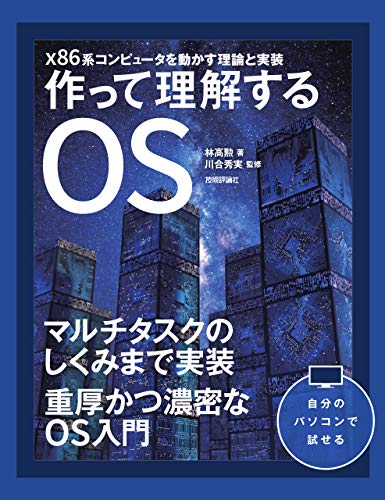 x86系コンピュータを動かす理論と実装
作って理解する
OS
林高勲 著
川合秀実 監修
技術評論社
マルチタスクの
しくみまで実装
重厚かつ濃密な
OS入門
自分の
パソコンで
試せる